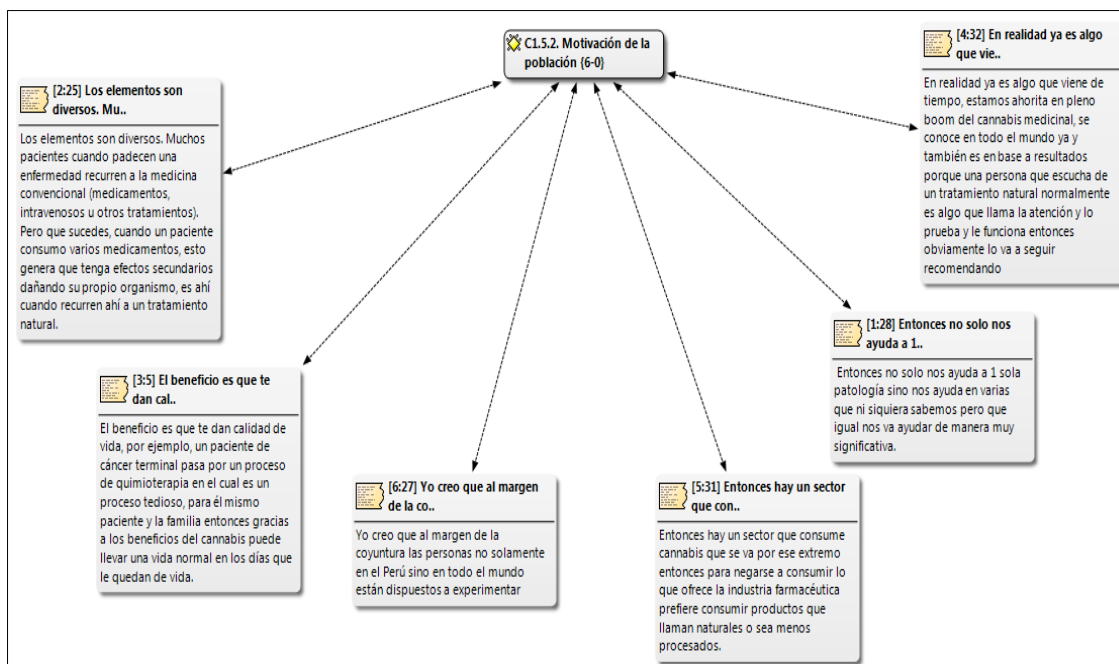 C1.5.2. Motivación de la
población {6-0}
[4:32] En realidad ya es algo
que vie..
En realidad ya es algo que viene de
tiempo, estamos ahorita en pleno
boom del cannabis medicinal, se
conoce en todo el mundo ya y
también es en base a resultados
porque una persona que escucha de
un tratamiento natural normalmente
es algo que llama la atención y lo
prueba y le funciona entonces
obviamente lo va a seguir
recomendando
[2:25] Los elementos son
diversos. Mu..
Los elementos son diversos. Muchos
pacientes cuando padecen una
enfermedad recurren a la medicina
convencional (medicamentos,
intravenosos u otros tratamientos).
Pero que sucedes, cuando un paciente
consumo varios medicamentos, esto
genera que tenga efectos secundarios
dañando su propio organismo, es ahí
cuando recurren ahí a un tratamiento
natural.
[1:28] Entonces no solo nos
ayuda a 1..
Entonces no solo nos ayuda a 1 sola
patología sino nos ayuda en varias
que ni siquiera sabemos pero que
igual nos va ayudar de manera muy
significativa.
[3:5] El beneficio es que te
dan cal..
El beneficio es que te dan calidad de
vida, por ejemplo, un paciente de
cáncer terminal pasa por un proceso
de quimioterapia en el cual es un
proceso tedioso, para él mismo
paciente y la familia entonces gracias
a los beneficios del cannabis puede
llevar una vida normal en los días que
le quedan de vida.
[6:27] Yo creo que al margen
de la co..
Yo creo que al margen de la
coyuntura las personas no solamente
en el Perú sino en todo el mundo
están dispuestos a experimentar
[5:31] Entonces hay un sector
que con..
Entonces hay un sector que consume
cannabis que se va por ese extremo
entonces para negarse a consumir lo
que ofrece la industria farmacéutica
prefiere consumir productos que
llaman naturales o sea menos
procesados.